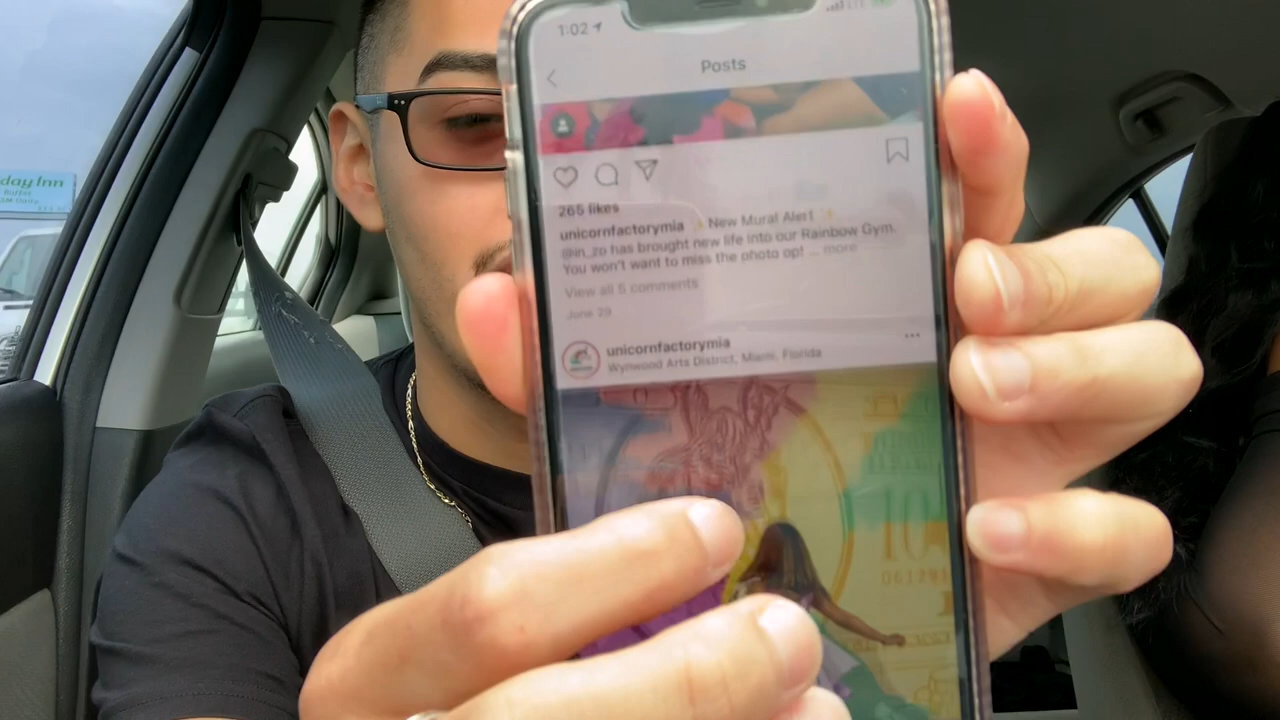 day Inn
Buffet
1:02
LTE
Posts
265 likes
unicornfactorymia ✨ New Mural Alert ✨
has brought new life into our Rainbow Gym.
You won't want to miss the photo op! ... more
View all 5 comments
June 29
unicornfactorymia
Wynwood Arts District, Miami, Florida